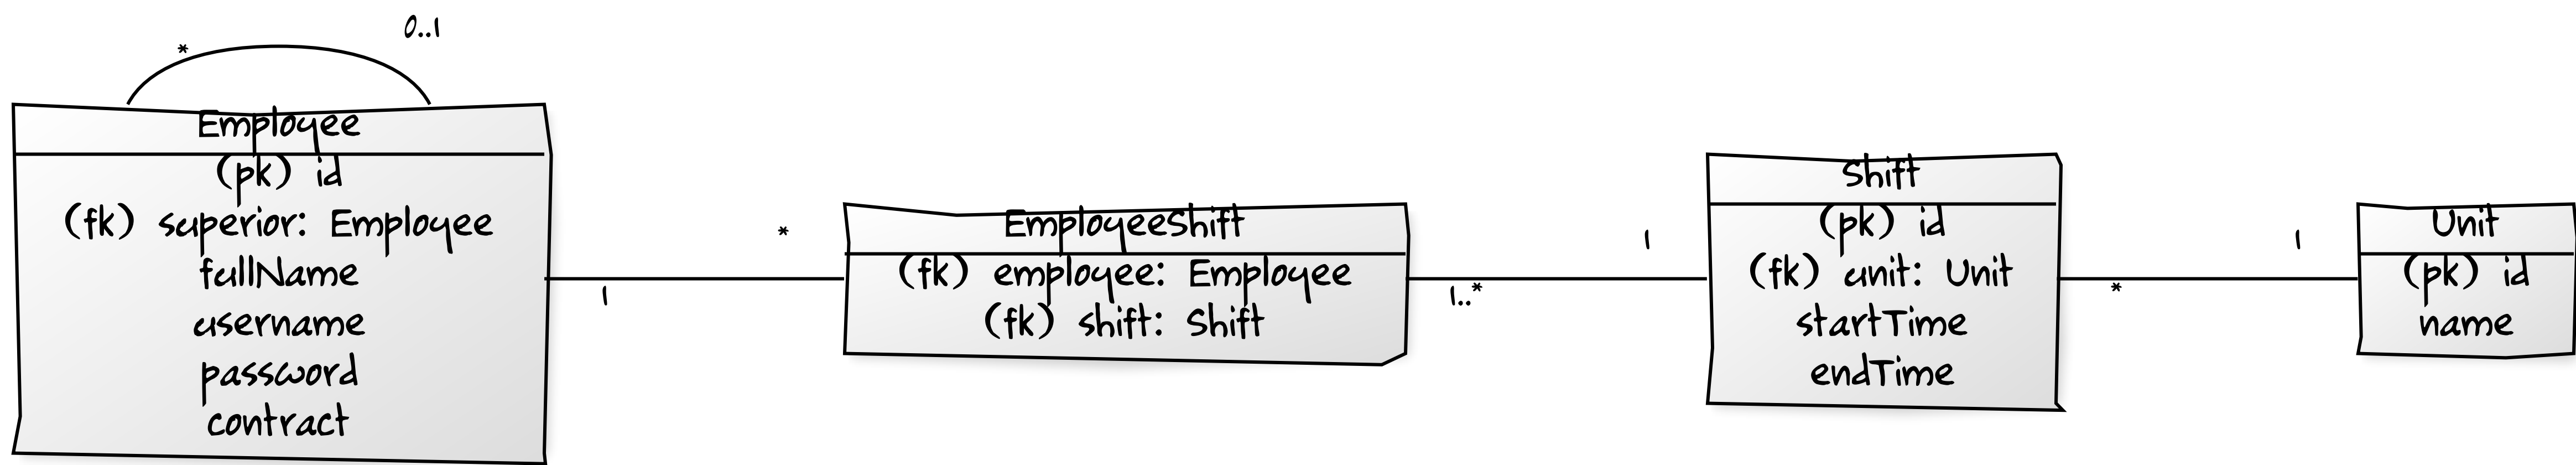 * 0..1
Employee
(pk) id
(fk) superior: Employee
fullName
username
password
contract
1 *
EmployeeShift
(fk) employee: Employee
(fk) shift: Shift
1..* 1
Shift
(pk) id
(fk) unit: Unit
startTime
endTime
* 1
Unit
(pk) id
name